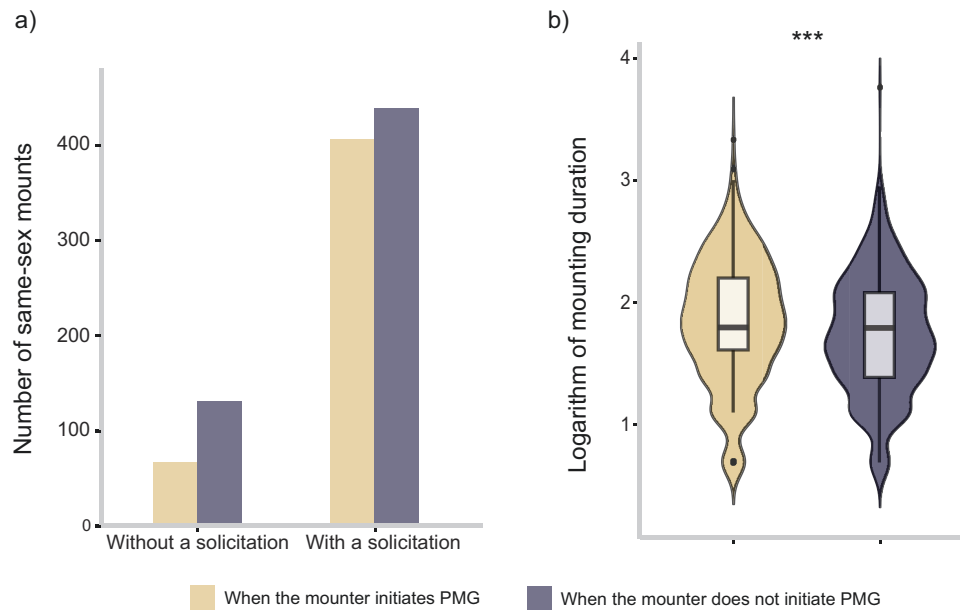 a)
Number of same-sex mounts
400
300
200
100
0
Without a solicitation
With a solicitation
b)
***
Logarithm of mounting duration
4
3
2
1
When the mounter initiates PMG
When the mounter does not initiate PMG